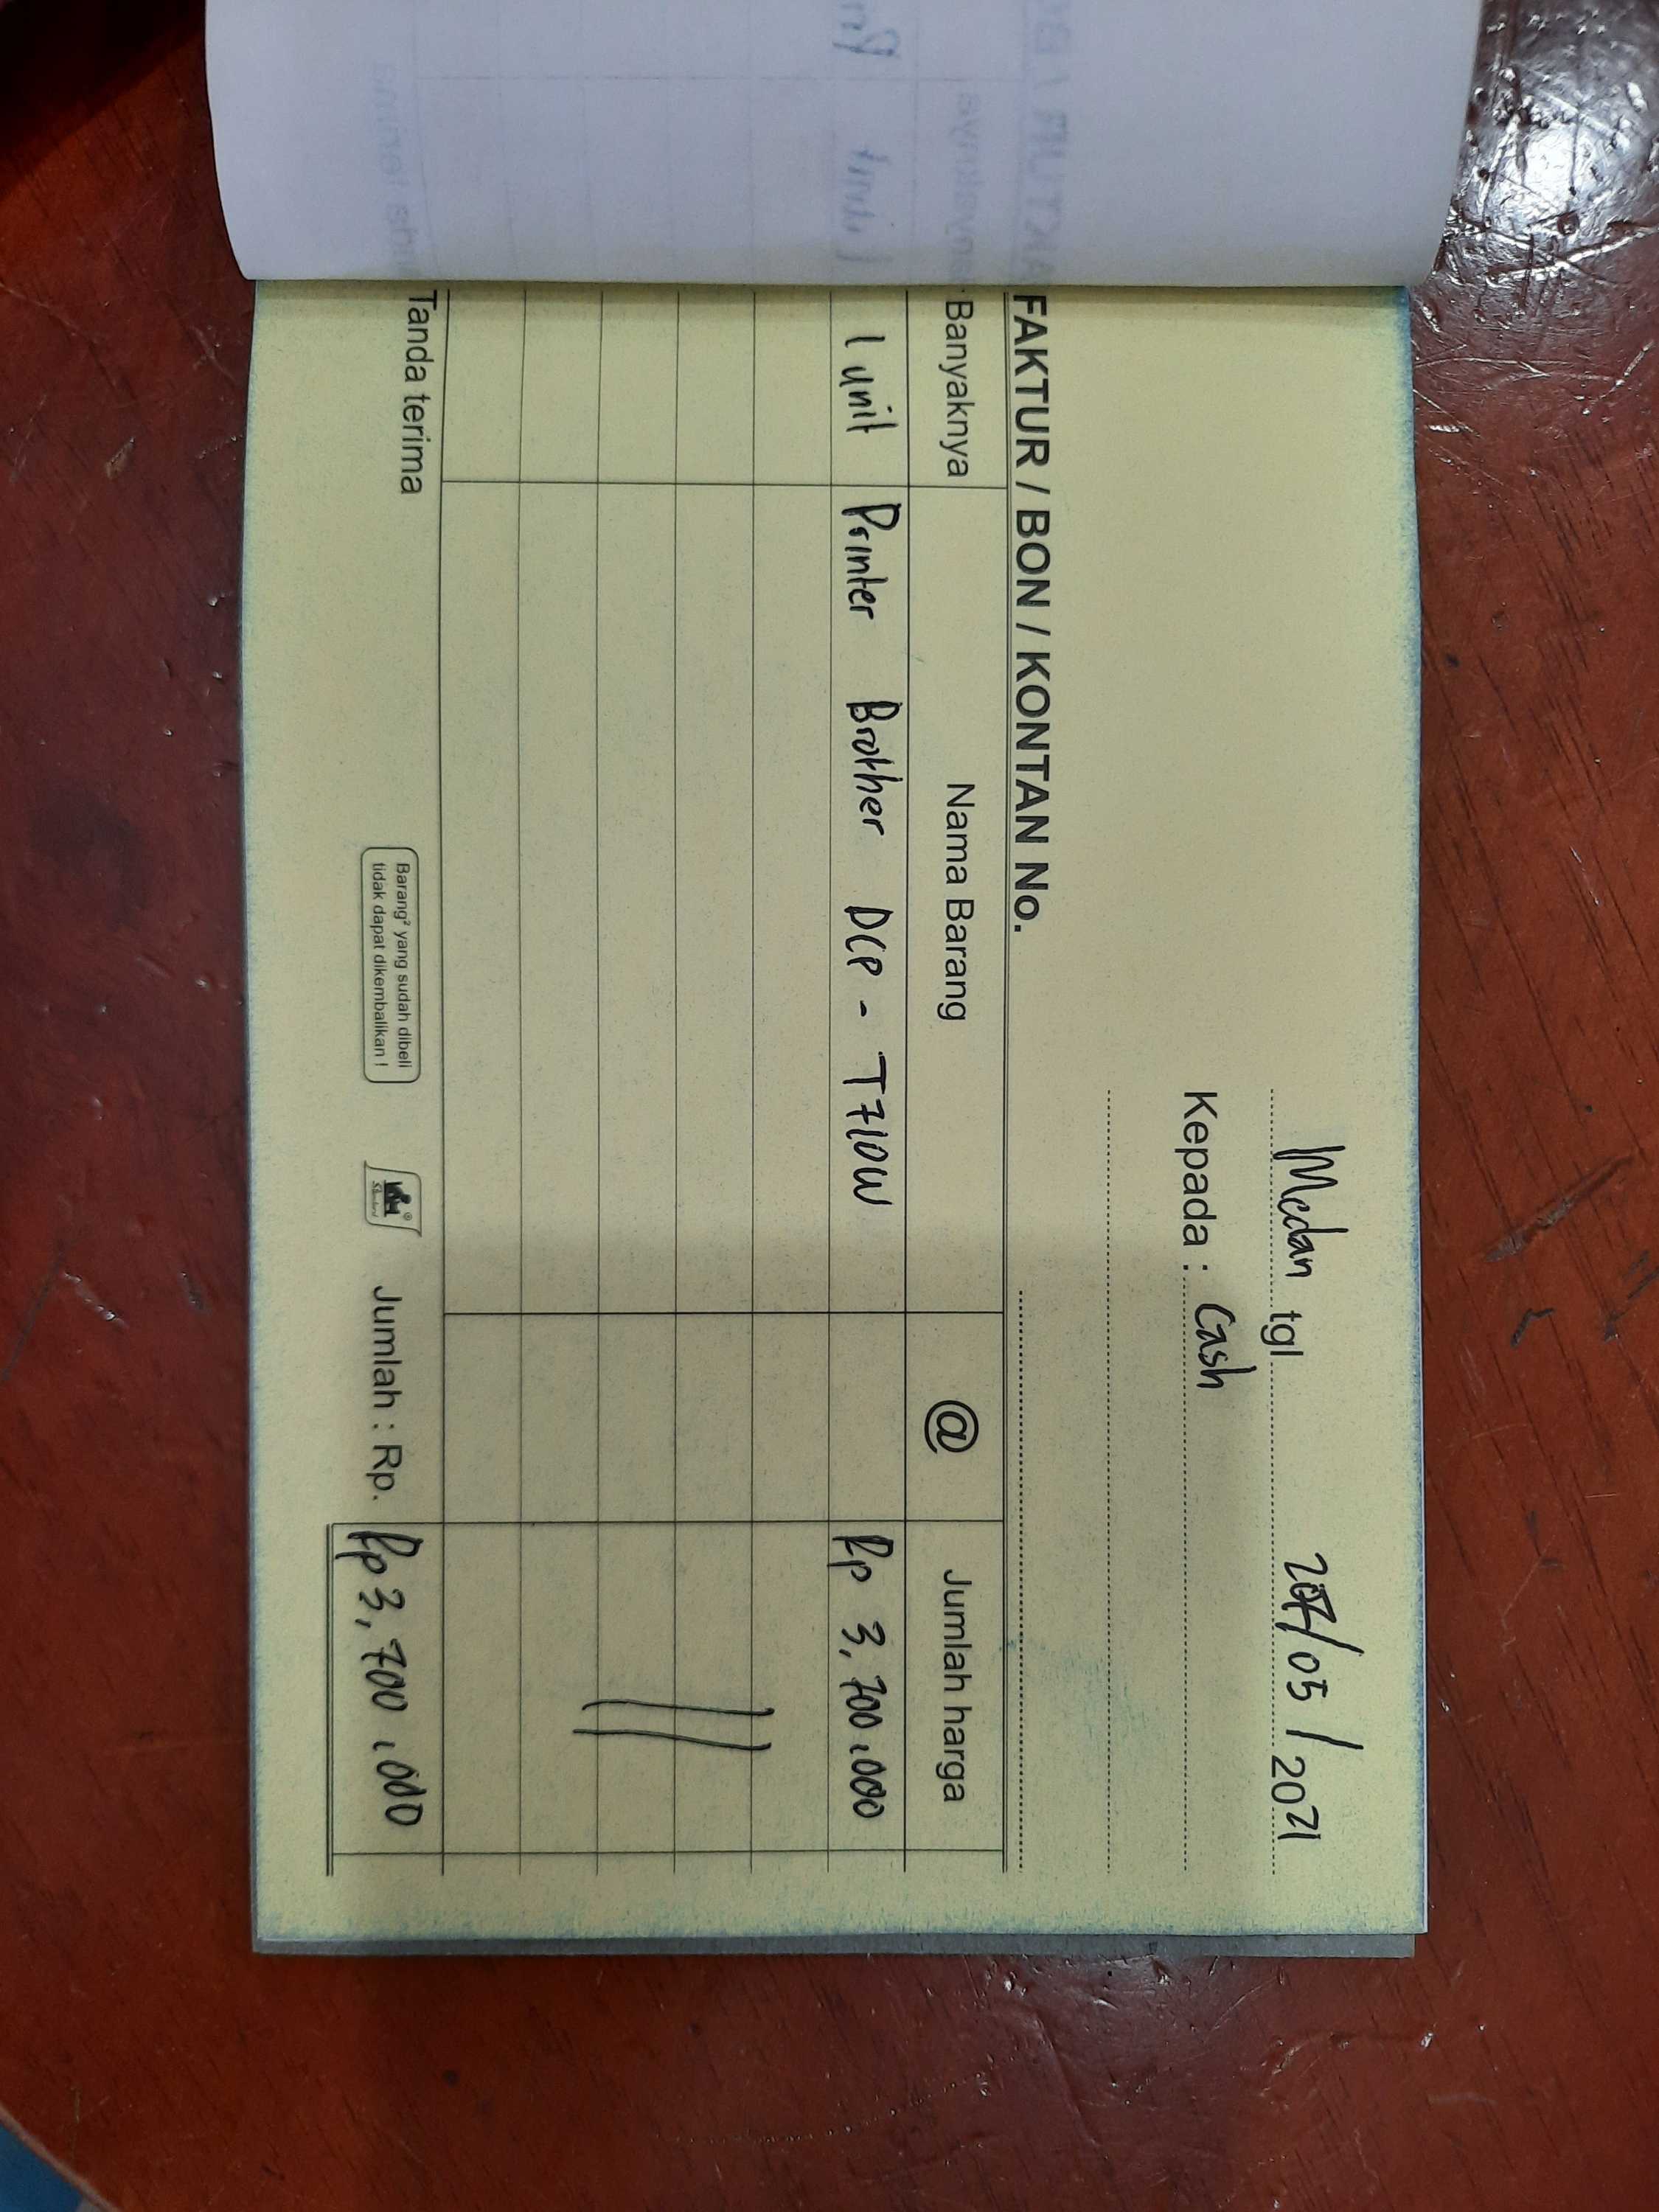 Medan tgl 27/05/2021
Kepada : Cash
FAKTUR / BON / KONTAN No.
Banyaknya Nama Barang @ Jumlah harga
1 unit Printer Brother DCP - T710W Rp 3,700,000
Tanda terima
Barang² yang sudah dibeli
tidak dapat dikembalikan !
Jumlah : Rp. Rp 3,700,000